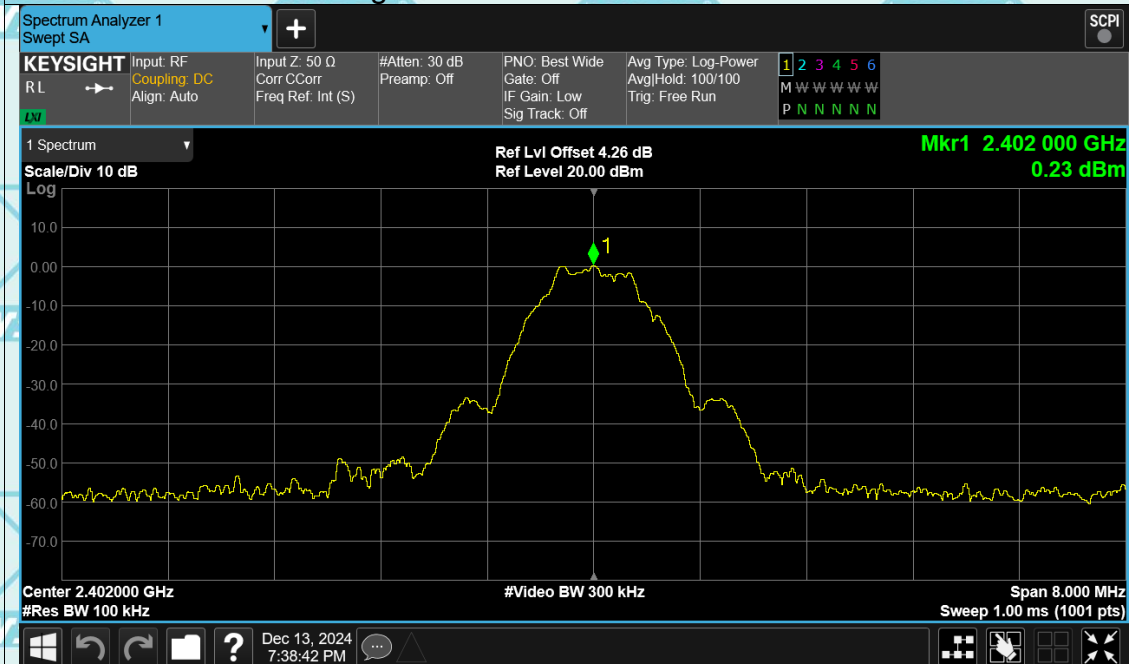 Spectrum Analyzer 1
Swept SA
+
SCPI
KEYSIGHT
R L
LXI
Input: RF
Coupling: DC
Align: Auto
Input Z: 50 Ω
Corr CCorr
Freq Ref: Int (S)
#Atten: 30 dB
Preamp: Off
PNO: Best Wide
Gate: Off
IF Gain: Low
Sig Track: Off
Avg Type: Log-Power
Avg|Hold: 100/100
Trig: Free Run
1 2 3 4 5 6
M W W W W W W
P N N N N N
1 Spectrum
Scale/Div 10 dB
Log
Ref Lvl Offset 4.26 dB
Ref Level 20.00 dBm
Mkr1 2.402 000 GHz
0.23 dBm
1
10.0
0.00
-10.0
-20.0
-30.0
-40.0
-50.0
-60.0
-70.0
Center 2.402000 GHz
#Res BW 100 kHz
#Video BW 300 kHz
Span 8.000 MHz
Sweep 1.00 ms (1001 pts)
?
Dec 13, 2024
7:38:42 PM